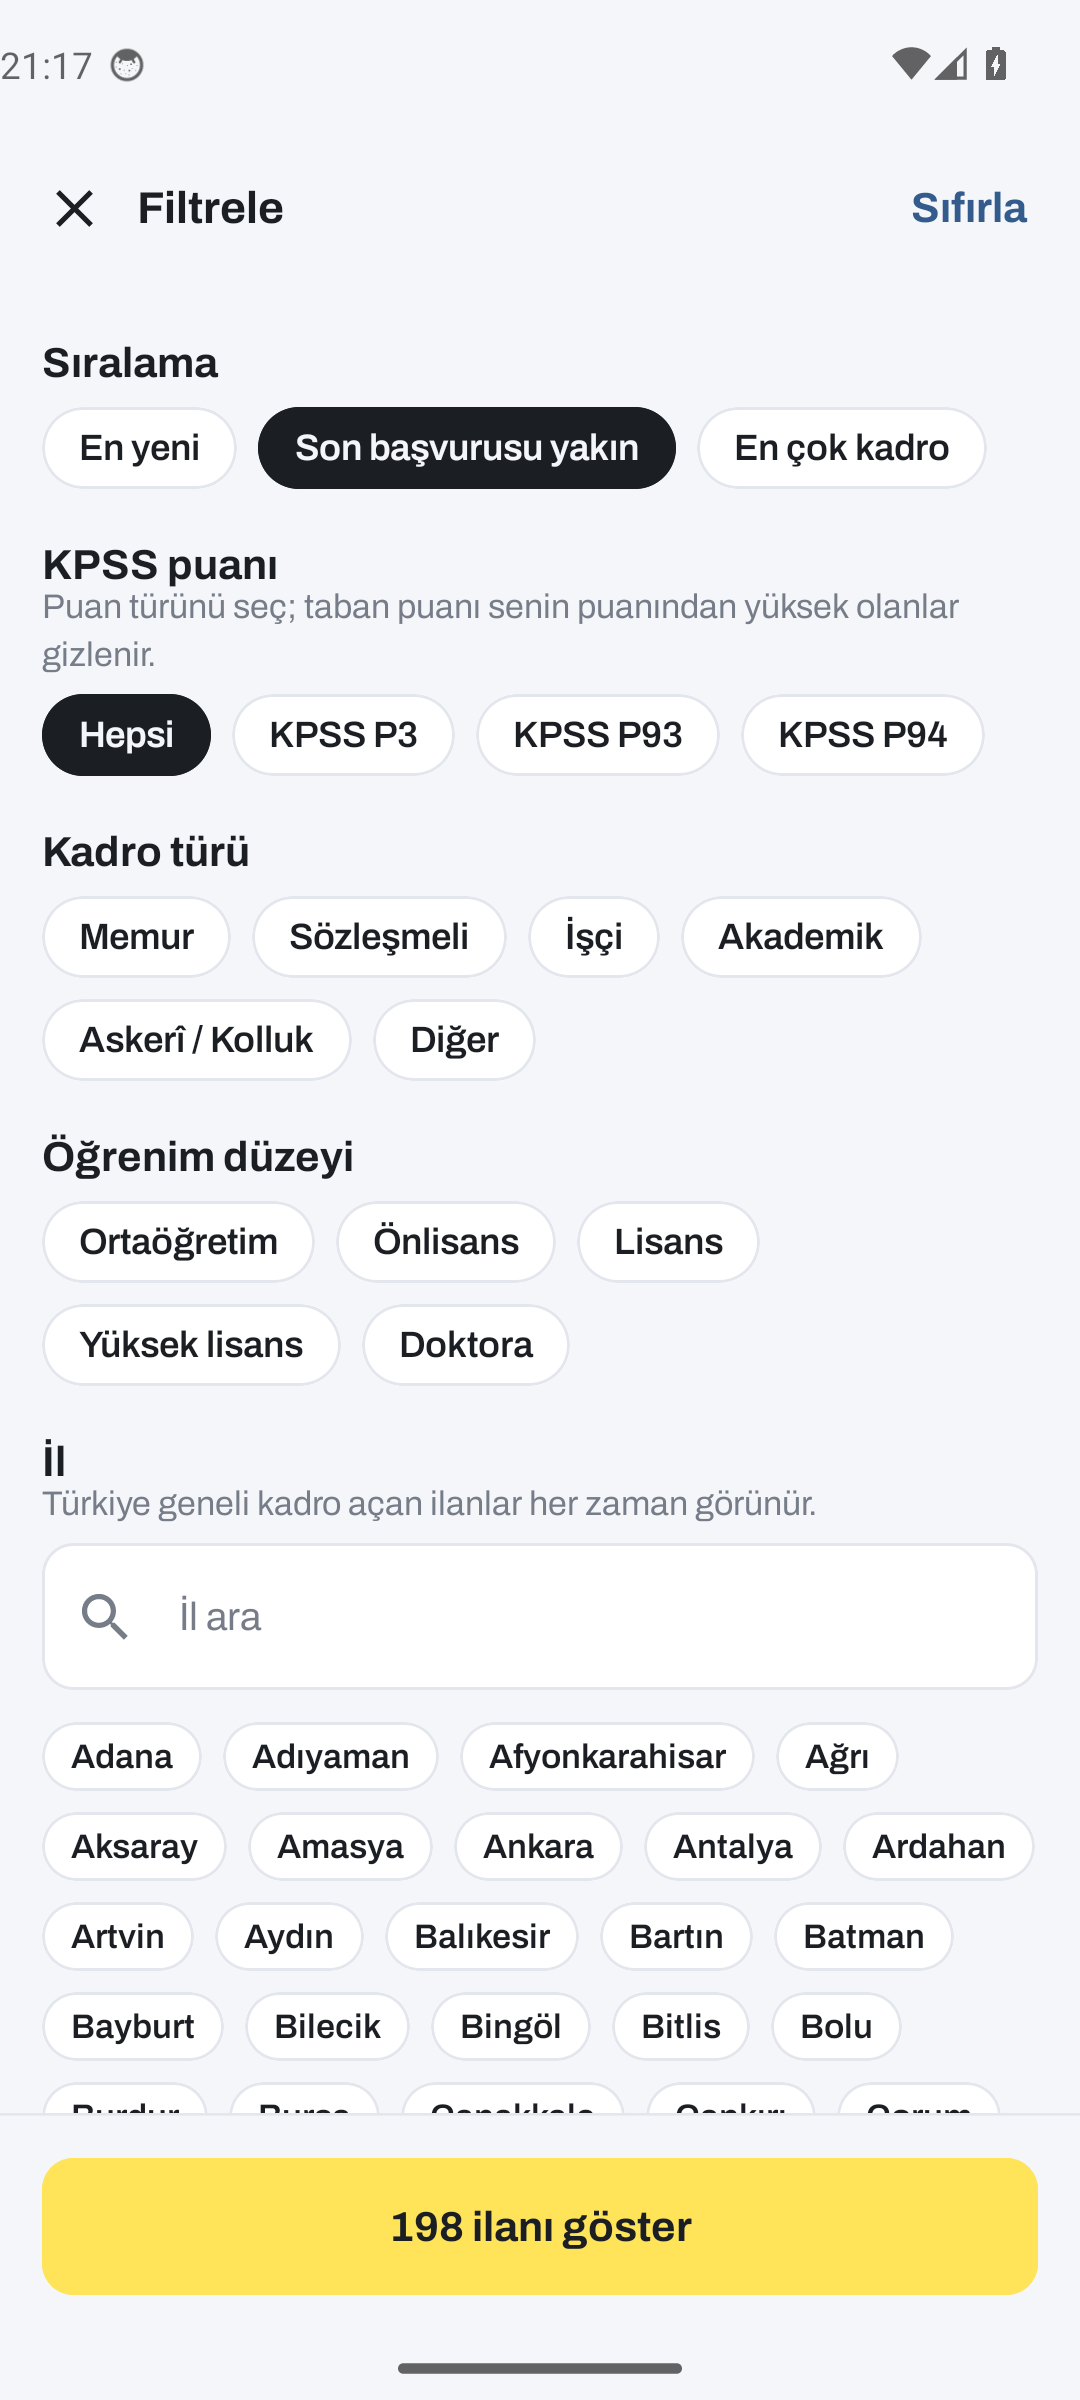 21:17
Filtrele
Sıfırla
Sıralama
En yeni
Son başvurusu yakın
En çok kadro
KPSS puanı
Puan türünü seç; taban puanı senin puanından yüksek olanlar
gizlenir.
Hepsi
KPSS P3
KPSS P93
KPSS P94
Kadro türü
Memur
Sözleşmeli
İşçi
Akademik
Askerî / Kolluk
Diğer
Öğrenim düzeyi
Ortaöğretim
Önlisans
Lisans
Yüksek lisans
Doktora
İl
Türkiye geneli kadro açan ilanlar her zaman görünür.
İl ara
Adana
Adıyaman
Afyonkarahisar
Ağrı
Aksaray
Amasya
Ankara
Antalya
Ardahan
Artvin
Aydın
Balıkesir
Bartın
Batman
Bayburt
Bilecik
Bingöl
Bitlis
Bolu
198 ilanı göster